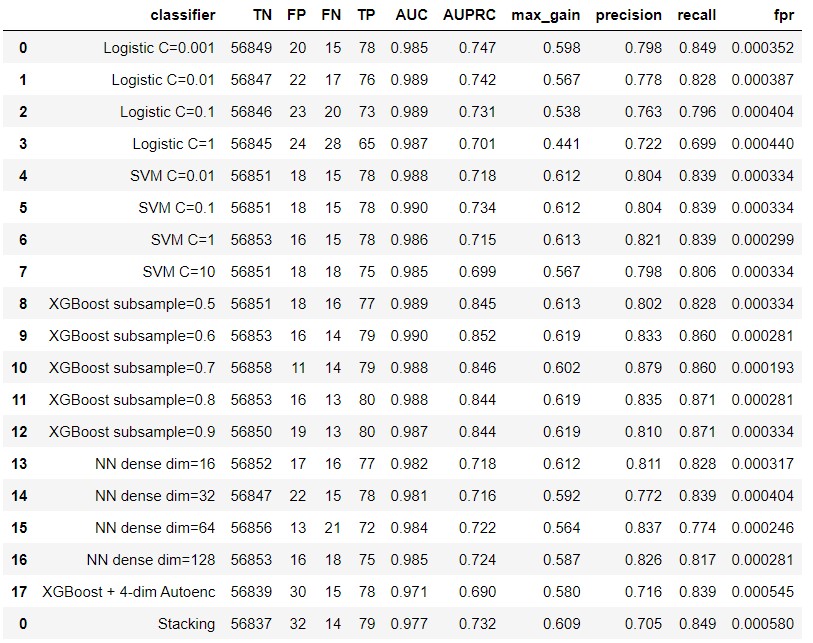 classifier TN FP FN TP AUC AUPRC max_gain precision recall fpr
0 Logistic C=0.001 56849 20 15 78 0.985 0.747 0.598 0.798 0.849 0.000352
1 Logistic C=0.01 56847 22 17 76 0.989 0.742 0.567 0.778 0.828 0.000387
2 Logistic C=0.1 56846 23 20 73 0.989 0.731 0.538 0.763 0.796 0.000404
3 Logistic C=1 56845 24 28 65 0.987 0.701 0.441 0.722 0.699 0.000440
4 SVM C=0.01 56851 18 15 78 0.988 0.718 0.612 0.804 0.839 0.000334
5 SVM C=0.1 56851 18 15 78 0.990 0.734 0.612 0.804 0.839 0.000334
6 SVM C=1 56853 16 15 78 0.986 0.715 0.613 0.821 0.839 0.000299
7 SVM C=10 56851 18 18 75 0.985 0.699 0.567 0.798 0.806 0.000334
8 XGBoost subsample=0.5 56851 18 16 77 0.989 0.845 0.613 0.802 0.828 0.000334
9 XGBoost subsample=0.6 56853 16 14 79 0.990 0.852 0.619 0.833 0.860 0.000281
10 XGBoost subsample=0.7 56858 11 14 79 0.988 0.846 0.602 0.879 0.860 0.000193
11 XGBoost subsample=0.8 56853 16 13 80 0.988 0.844 0.619 0.835 0.871 0.000281
12 XGBoost subsample=0.9 56850 19 13 80 0.987 0.844 0.619 0.810 0.871 0.000334
13 NN dense dim=16 56852 17 16 77 0.982 0.718 0.612 0.811 0.828 0.000317
14 NN dense dim=32 56847 22 15 78 0.981 0.716 0.592 0.772 0.839 0.000404
15 NN dense dim=64 56856 13 21 72 0.984 0.722 0.564 0.837 0.774 0.000246
16 NN dense dim=128 56853 16 18 75 0.985 0.724 0.587 0.826 0.817 0.000281
17 XGBoost + 4-dim Autoenc 56839 30 15 78 0.971 0.690 0.580 0.716 0.839 0.000545
0 Stacking 56837 32 14 79 0.977 0.732 0.609 0.705 0.849 0.000580